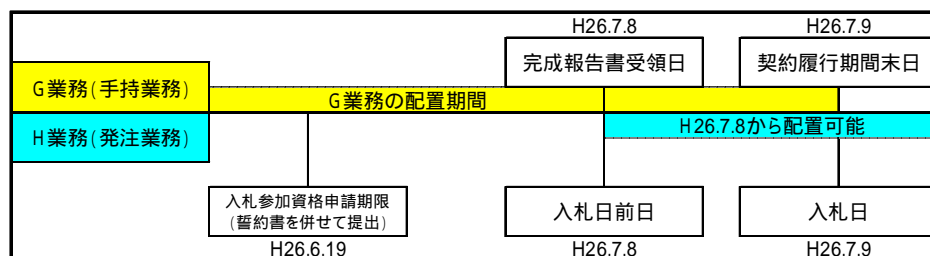 H26.7.8
H26.7.9
完成報告書受領日
契約履行期間末日
G業務(手持業務)
G業務の配置期間
H業務(発注業務)
H26.7.8から配置可能
入札参加資格申請期限
(誓約書を併せて提出)
入札日前日
入札日
H26.6.19
H26.7.8
H26.7.9